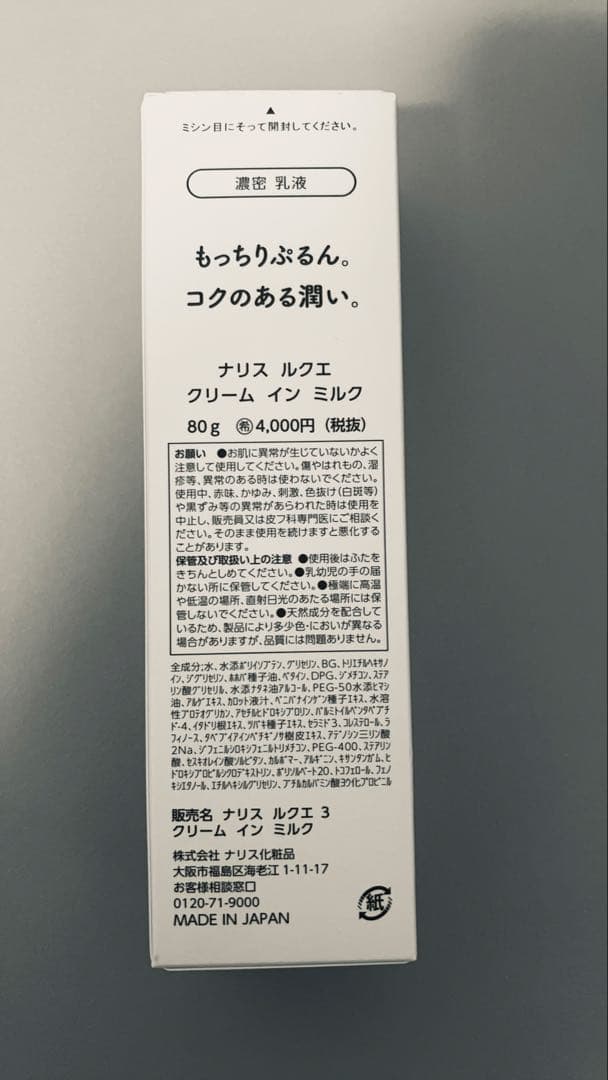 ▲
ミシン目にそって開封してください。
濃密 乳液
もっちりぷるん。
コクのある潤い。
ナリス ルクエ
クリーム イン ミルク
80g ㊒4,000円（税抜）
お願い ●お肌に異常が生じていないかよく
注意して使用してください。傷やはれもの、湿
疹等、異常のある時は使わないでください。
使用中、赤味、かゆみ、刺激、色抜け（白斑等）
や黒ずみ等の異常があらわれた時は使用を
中止し、販売員又は皮フ科専門医にご相談く
ださい。そのまま使用を続けますと悪化する
ことがあります。
保管及び取扱い上の注意 ●使用後はふたを
きちんとしめてください。●乳幼児の手の届
かない所に保管してください。●極端に高温
や低温の場所、直射日光のあたる場所には保
管しないでください。●天然成分を配合して
いるため、製品により多少色・においが異なる
場合がありますが、品質には問題ありません。
全成分:水、水添ポリイソブテン、グリセリン、BG、トリエチルヘキサノ
イン、ジグリセリン、ホホバ種子油、ベタイン、DPG、ジメチコン、ステア
リン酸グリセリル、水添ナタネ油アルコール、PEG-50水添ヒマシ
油、アルゲエキス、カロット液汁、ベニバナインゲン種子エキス、水溶
性プロテオグリカン、アセチルヒドロキシプロリン、パルミトイルペンタペプチ
ド-4、イタドリ根エキス、ツバキ種子エキス、セラミド3、コレステロール、ラ
フィノース、タベブイアインペチギノサ樹皮エキス、アデノシン三リン酸
2Na、ジフェニルシロキシフェニルトリメチコン、PEG-400、ステアリン
酸、セスキオレイン酸ソルビタン、カルボマー、アルギニン、キサンタンガム、ヒ
ドロキシプロピルシクロデキストリン、ポリソルベート20、トコフェロール、フェノ
キシエタノール、エチルヘキシルグリセリン、ブチルカルバミン酸ヨウ化プロピニル
販売名 ナリス ルクエ 3
クリーム イン ミルク
株式会社 ナリス化粧品
大阪市福島区海老江 1-11-17
お客様相談窓口
0120-71-9000
MADE IN JAPAN
紙